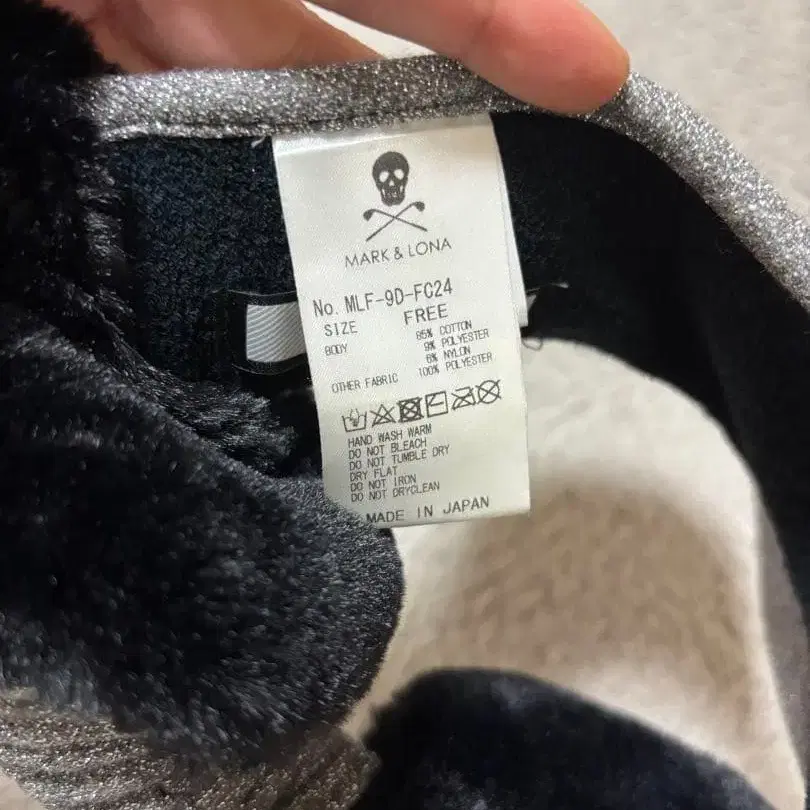 MARK & LONA
No. MLF-9D-FC24
SIZE FREE
BODY 85% COTTON
9% POLYESTER
6% NYLON
OTHER FABRIC 100% POLYESTER
HAND WASH WARM
DO NOT BLEACH
DO NOT TUMBLE DRY
DRY FLAT
DO NOT IRON
DO NOT DRYCLEAN
MADE IN JAPAN